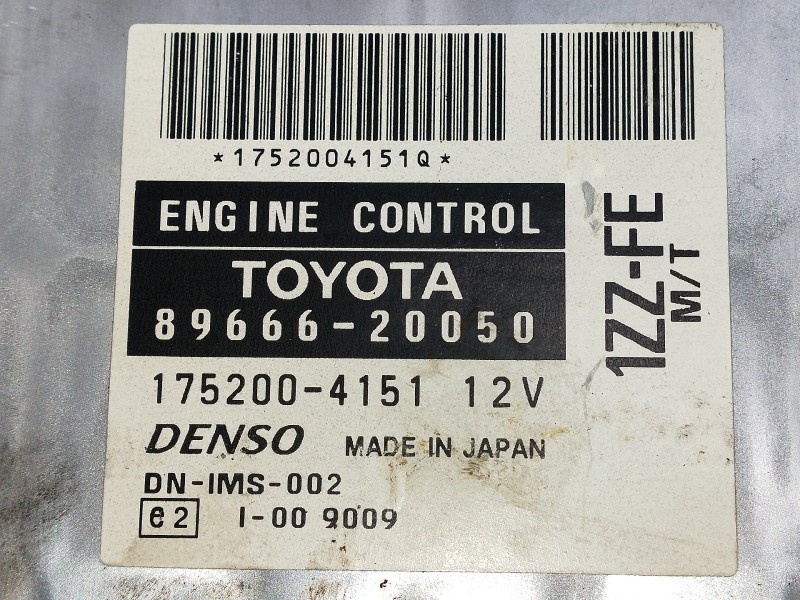 *1752004151Q*
ENGINE CONTROL
TOYOTA
89666-20050
175200-4151 12V
DENSO MADE IN JAPAN
DN-IMS-002
e2 I-00 9009
1ZZ-FE
M/T